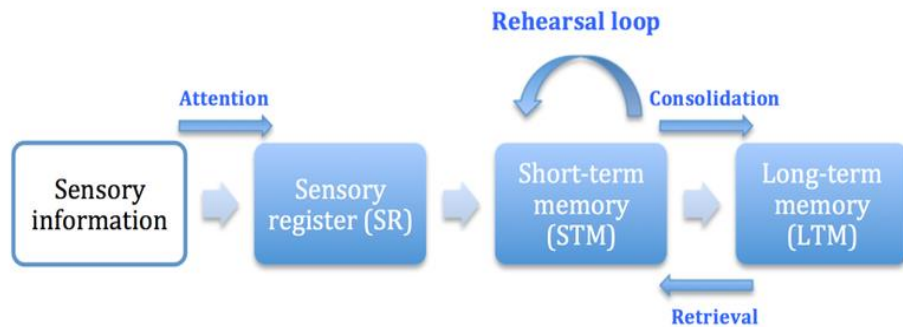 Rehearsal loop
Attention
Consolidation
Sensory
information
Sensory
register (SR)
Short-term
memory
(STM)
Long-term
memory
(LTM)
Retrieval